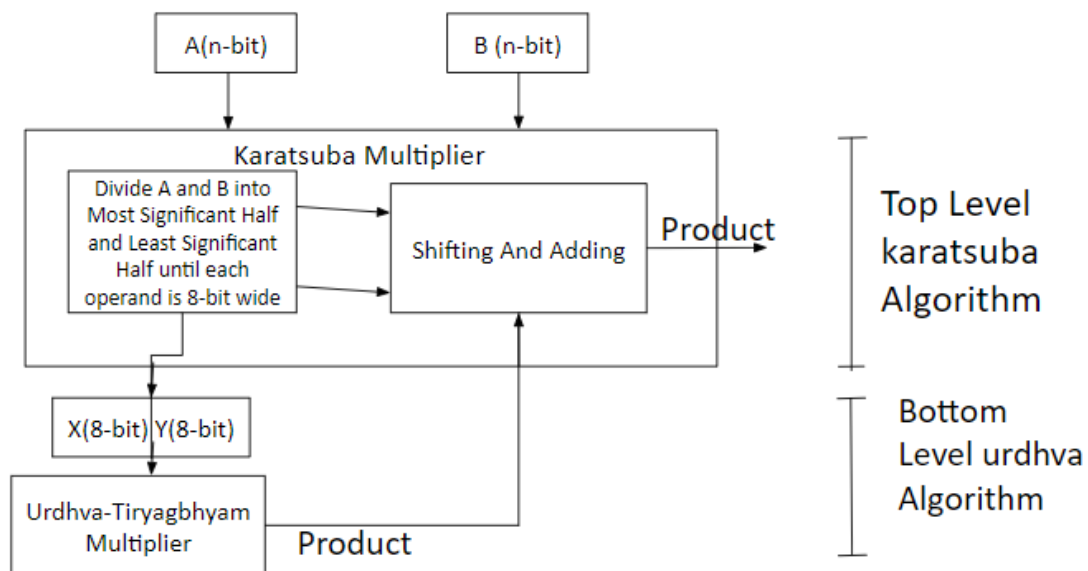 A(n-bit)
B (n-bit)
Karatsuba Multiplier
Divide A and B into
Most Significant Half
and Least Significant
Half until each
operand is 8-bit wide
Shifting And Adding
Product
Top Level
karatsuba
Algorithm
X(8-bit) Y(8-bit)
Urdhva-Tiryagbhyam
Multiplier
Product
Bottom
Level urdhva
Algorithm